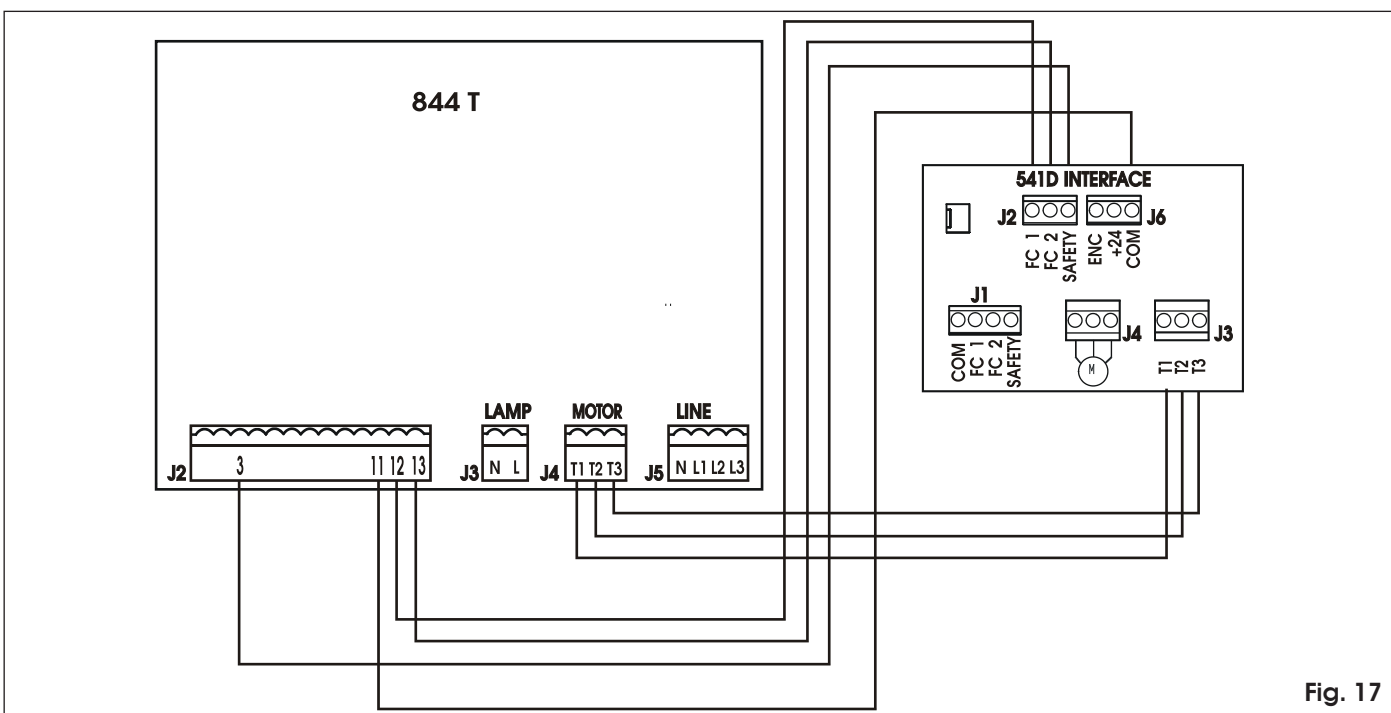 844 T
541D INTERFACE
J2
J6
FC 1
FC 2
SAFETY
ENC
+24
COM
J1
COM
FC 1
FC 2
SAFETY
J4
M
J3
T1
T2
T3
LAMP
MOTOR
LINE
J2
3
11
12
13
J3
N L
J4
T1 T2 T3
J5
N L1 L2 L3
Fig. 17